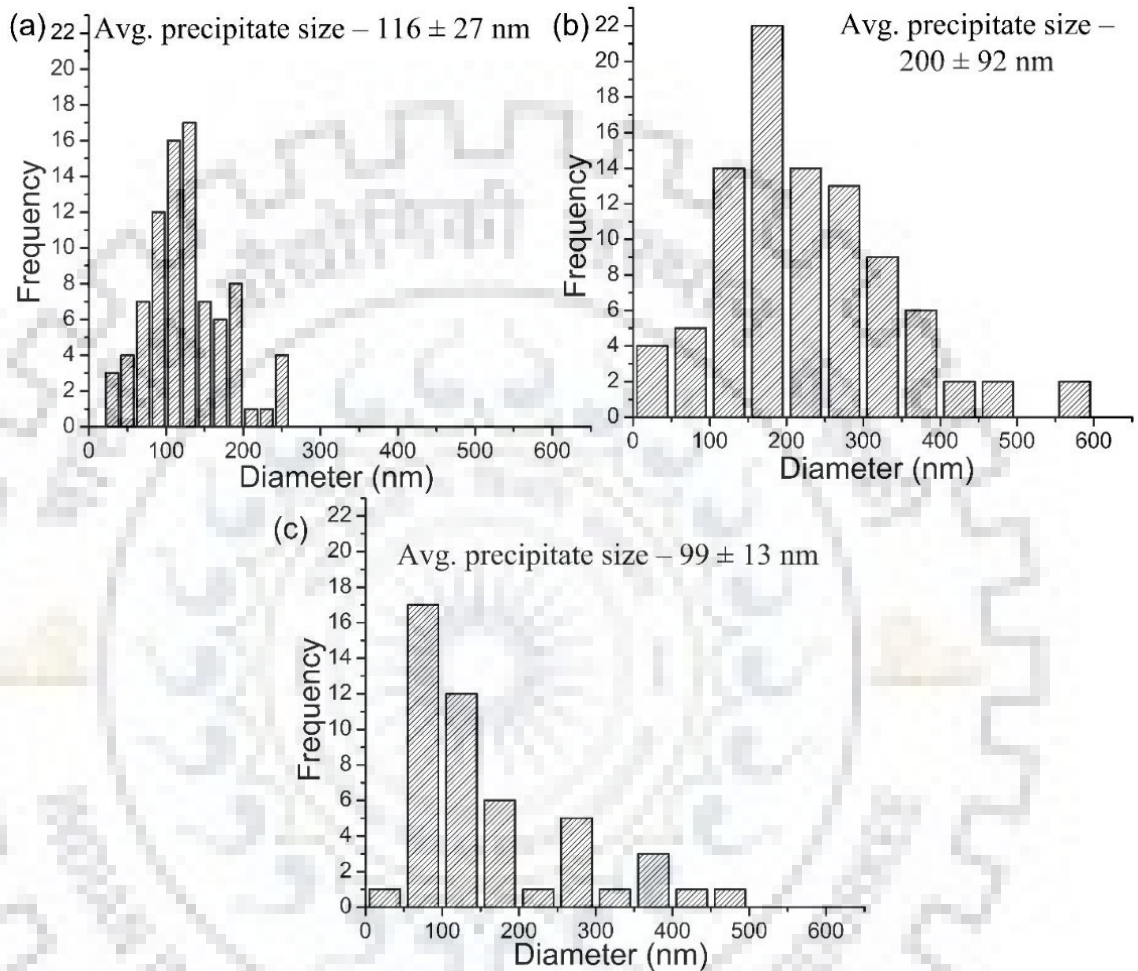 (a) Avg. precipitate size – 116 ± 27 nm
22
20
18
16
14
12
10
8
6
4
2
0
Frequency
0 100 200 300 400 500 600
Diameter (nm)
(b) Avg. precipitate size –
200 ± 92 nm
22
20
18
16
14
12
10
8
6
4
2
0
Frequency
0 100 200 300 400 500 600
Diameter (nm)
(c)
Avg. precipitate size – 99 ± 13 nm
22
20
18
16
14
12
10
8
6
4
2
0
Frequency
0 100 200 300 400 500 600
Diameter (nm)